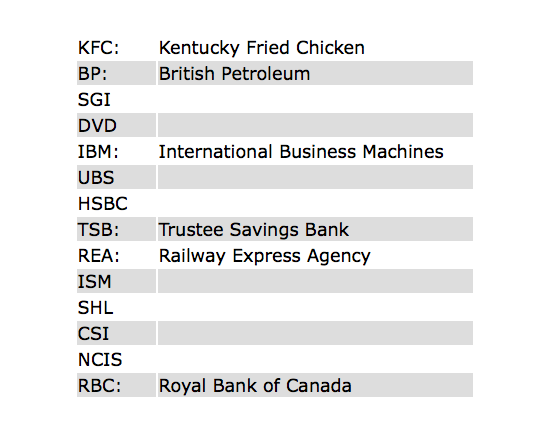 KFC: Kentucky Fried Chicken
BP: British Petroleum
SGI
DVD
IBM: International Business Machines
UBS
HSBC
TSB: Trustee Savings Bank
REA: Railway Express Agency
ISM
SHL
CSI
NCIS
RBC: Royal Bank of Canada